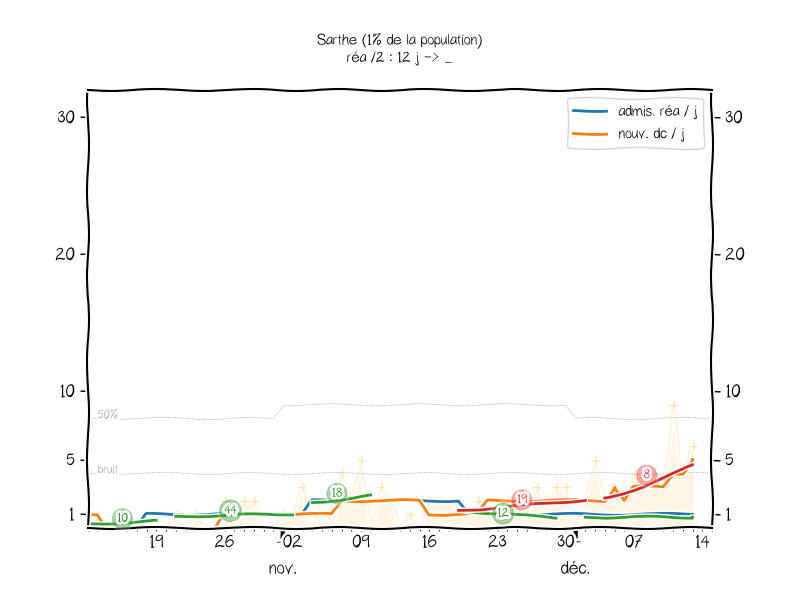 Sarthe (1% de la population)
réa /2 : 12 j -> _
admis. réa / j
nouv. dc / j
30 30
20 20
10 10
50%
5 5
bruit
1 1
10 44 18 19 12 8
19 26 02 09 16 23 30 07 14
nov. déc.